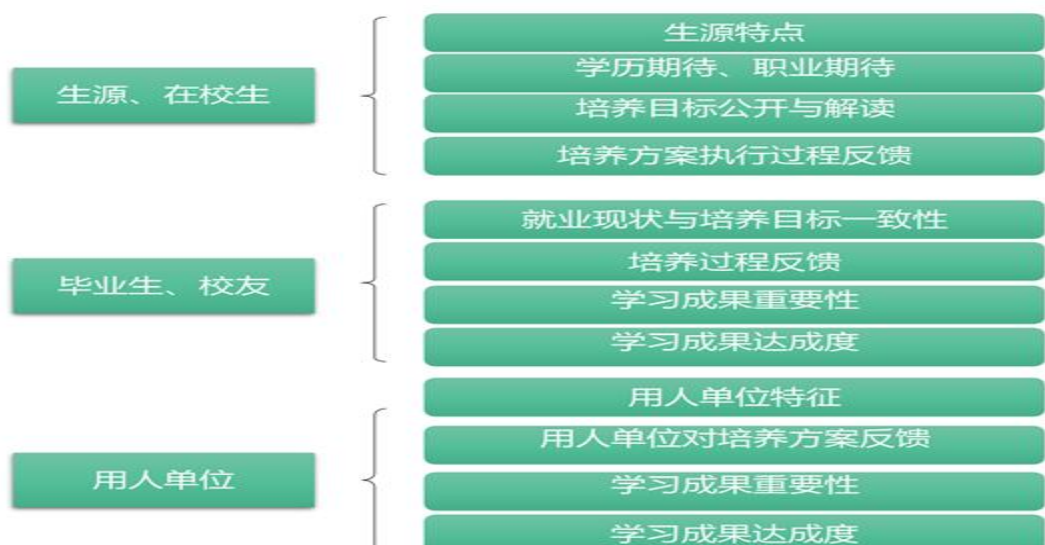 生源、在校生
生源特点
学历期待、职业期待
培养目标公开与解读
培养方案执行过程反馈
毕业生、校友
就业现状与培养目标一致性
培养过程反馈
学习成果重要性
学习成果达成度
用人单位
用人单位特征
用人单位对培养方案反馈
学习成果重要性
学习成果达成度